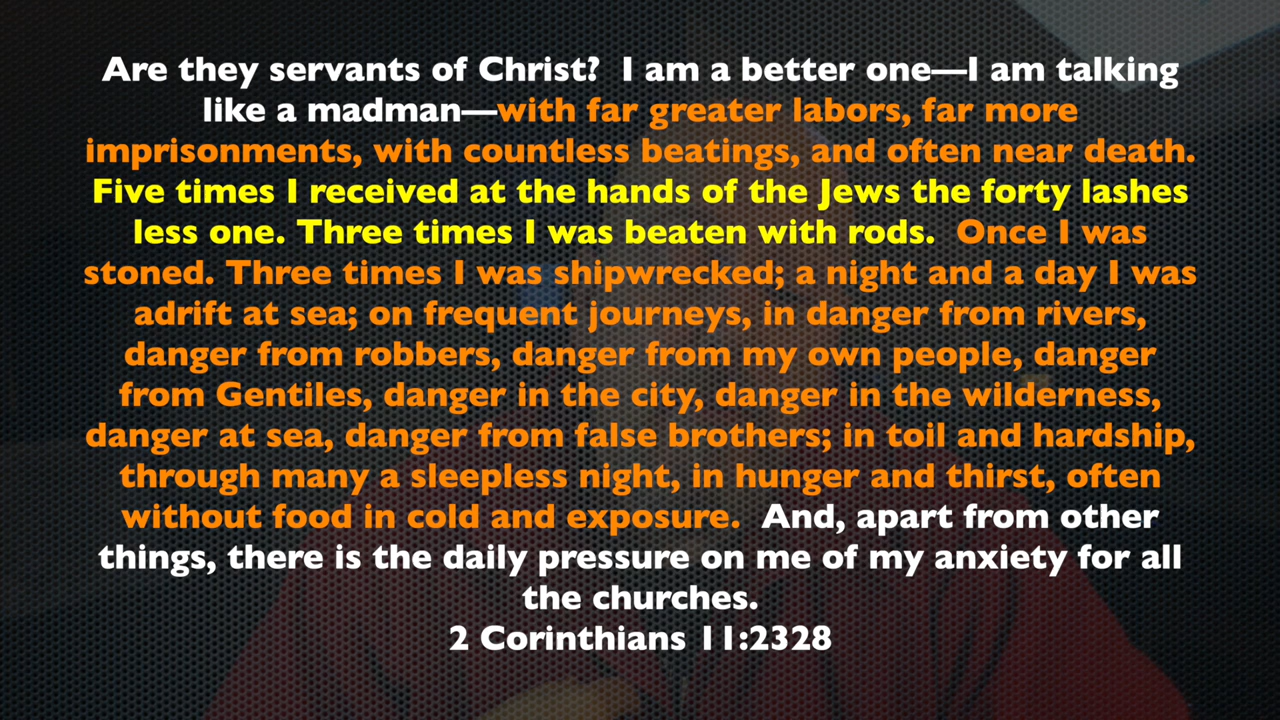 Are they servants of Christ?  I am a better one—I am talking
like a madman—with far greater labors, far more
imprisonments, with countless beatings, and often near death.
Five times I received at the hands of the Jews the forty lashes
less one. Three times I was beaten with rods.  Once I was
stoned. Three times I was shipwrecked; a night and a day I was
adrift at sea; on frequent journeys, in danger from rivers,
danger from robbers, danger from my own people, danger
from Gentiles, danger in the city, danger in the wilderness,
danger at sea, danger from false brothers; in toil and hardship,
through many a sleepless night, in hunger and thirst, often
without food in cold and exposure.  And, apart from other
things, there is the daily pressure on me of my anxiety for all
the churches.
2 Corinthians 11:2328